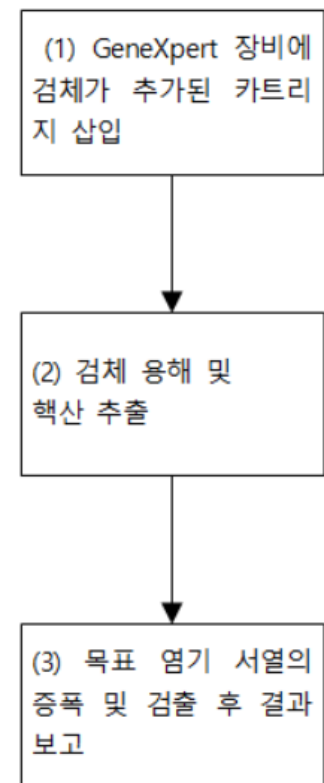 (1) GeneXpert 장비에
검체가 추가된 카트리
지 삽입
(2) 검체 용해 및
핵산 추출
(3) 목표 염기 서열의
증폭 및 검출 후 결과
보고